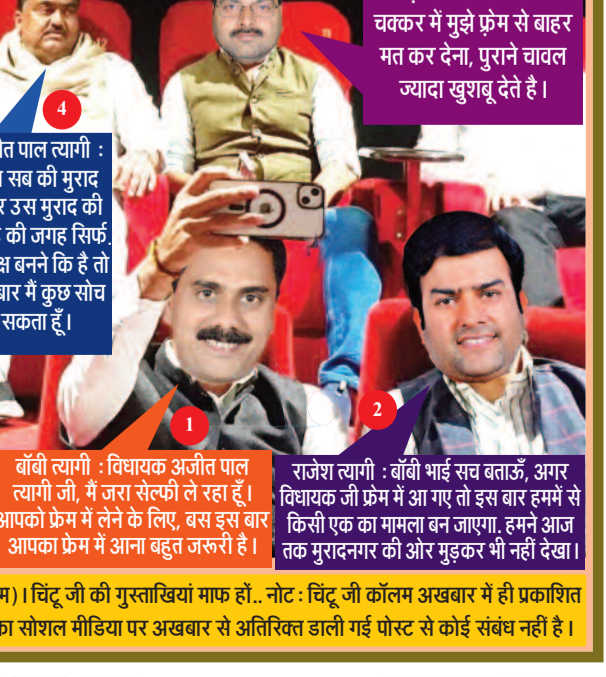 चक्कर में मुझे फ़्रेम से बाहर
मत कर देना, पुराने चावल
ज्यादा खुशबू देते है।
4
त पाल त्यागी :
सब की मुराद
र उस मुराद की
की जगह सिर्फ.
क्ष बनने कि है तो
बार मैं कुछ सोच
सकता हूँ।
1
2
बॉबी त्यागी : विधायक अजीत पाल
त्यागी जी, मैं जरा सेल्फी ले रहा हूँ।
आपको फ्रेम में लेने के लिए, बस इस बार
आपका फ्रेम में आना बहुत जरूरी है।
राजेश त्यागी : बॉबी भाई सच बताऊँ, अगर
विधायक जी फ्रेम में आ गए तो इस बार हममें से
किसी एक का मामला बन जाएगा. हमने आज
तक मुरादनगर की ओर मुड़कर भी नहीं देखा।
म)। चिंटू जी की गुस्ताखियां माफ हों.. नोट : चिंटू जी कॉलम अखबार में ही प्रकाशित
का सोशल मीडिया पर अखबार से अतिरिक्त डाली गई पोस्ट से कोई संबंध नहीं है।